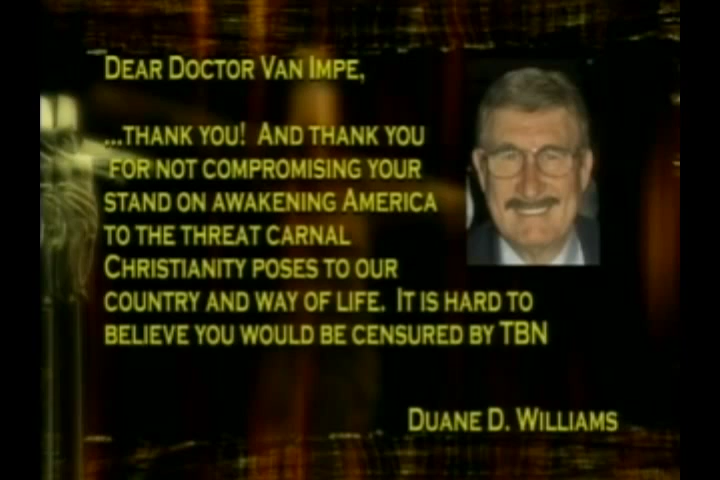 DEAR DOCTOR VAN IMPE,
...THANK YOU! AND THANK YOU
FOR NOT COMPROMISING YOUR
STAND ON AWAKENING AMERICA
TO THE THREAT CARNAL
CHRISTIANITY POSES TO OUR
COUNTRY AND WAY OF LIFE. IT IS HARD TO
BELIEVE YOU WOULD BE CENSURED BY TBN
DUANE D. WILLIAMS